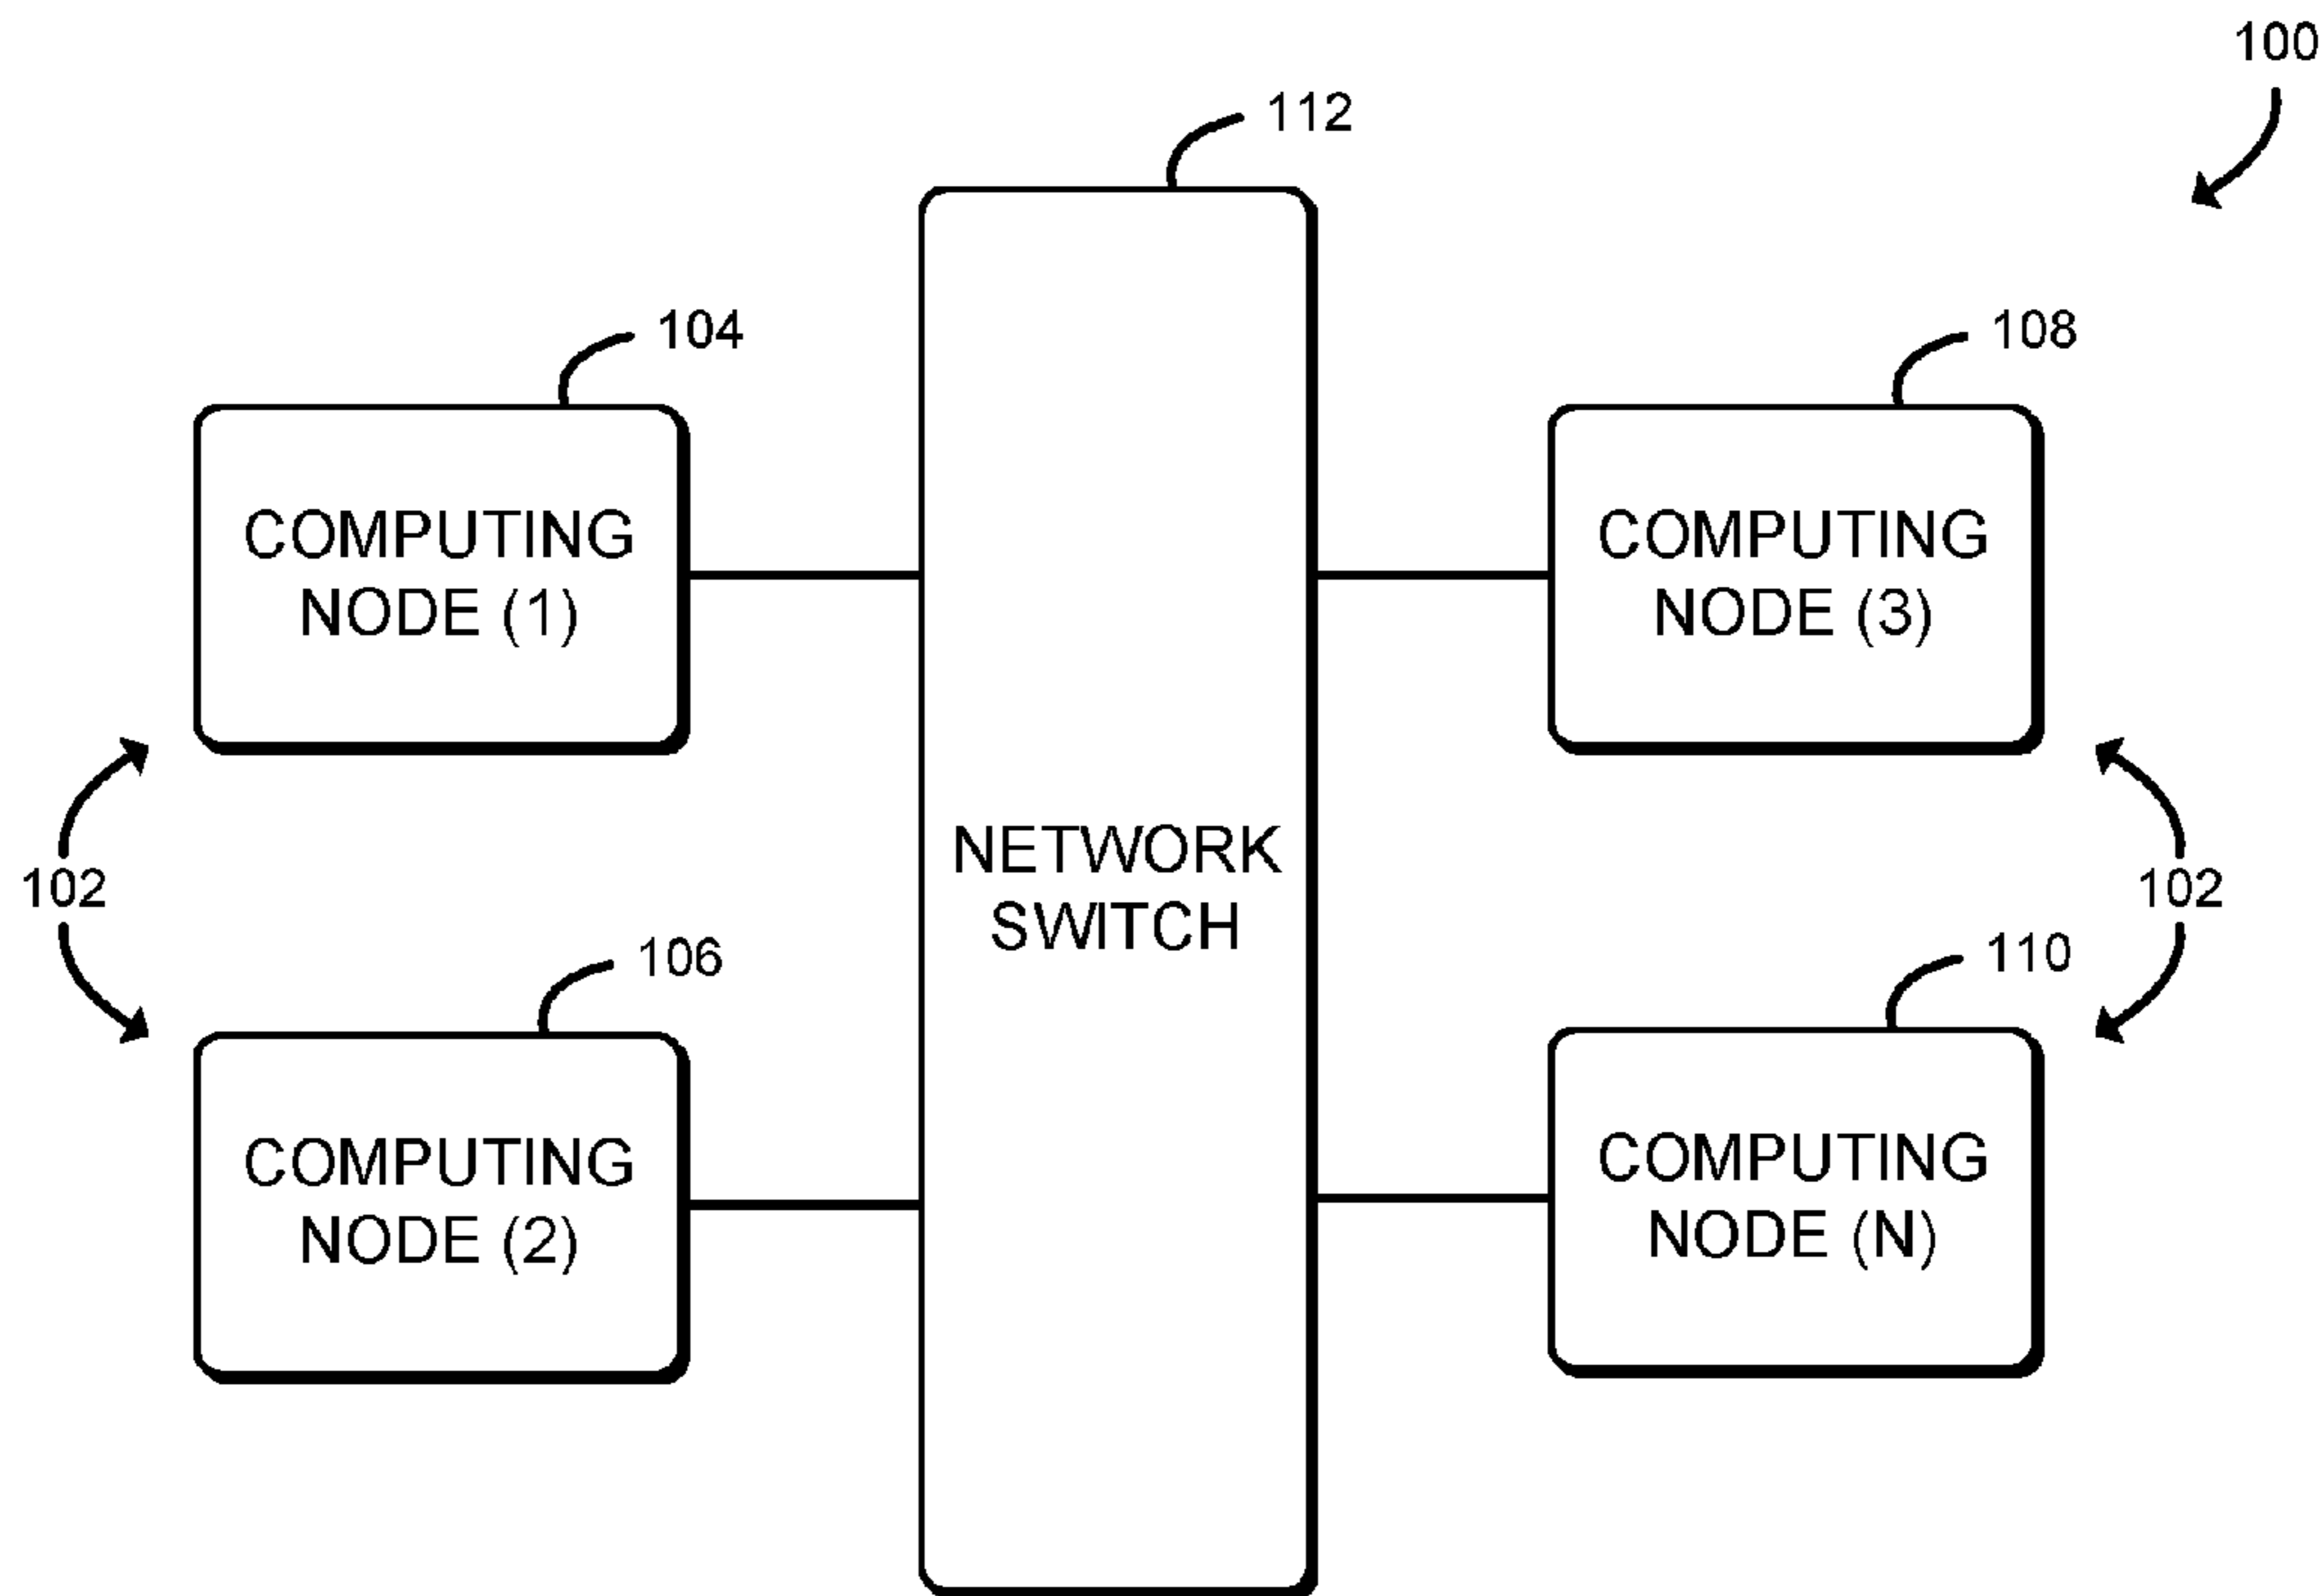 100
112
104
108
COMPUTING
NODE (1)
COMPUTING
NODE (3)
NETWORK
SWITCH
102
102
106
110
COMPUTING
NODE (2)
COMPUTING
NODE (N)